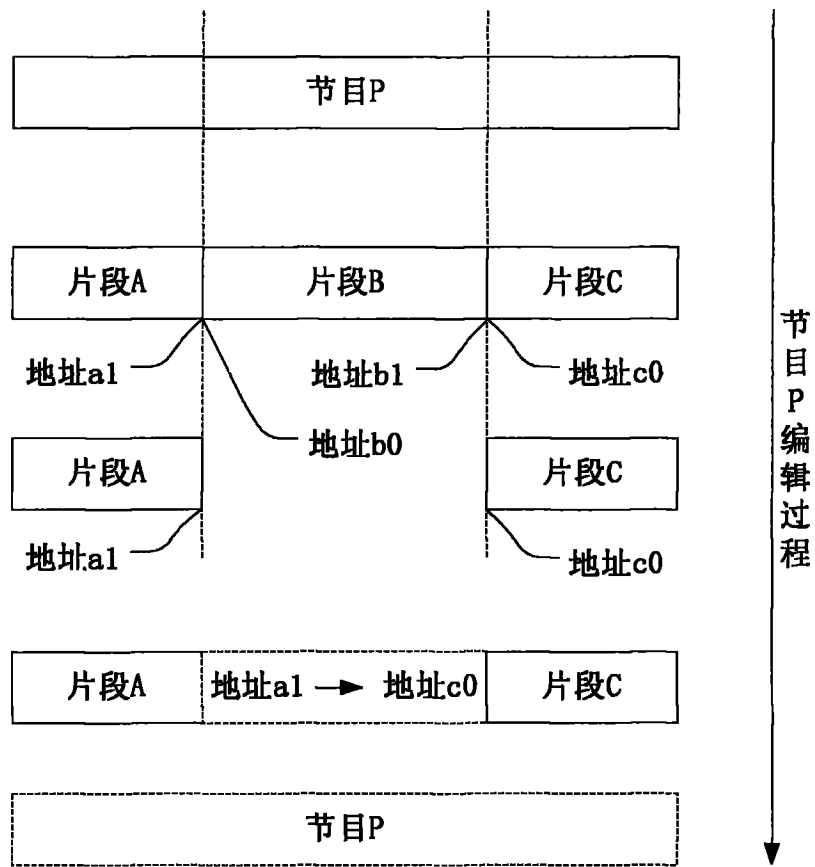 节目P
片段A 片段B 片段C
地址a1 地址b1 地址c0
地址b0
片段A 片段C
地址a1 地址c0
片段A 地址a1 → 地址c0 片段C
节目P
节目P编辑过程